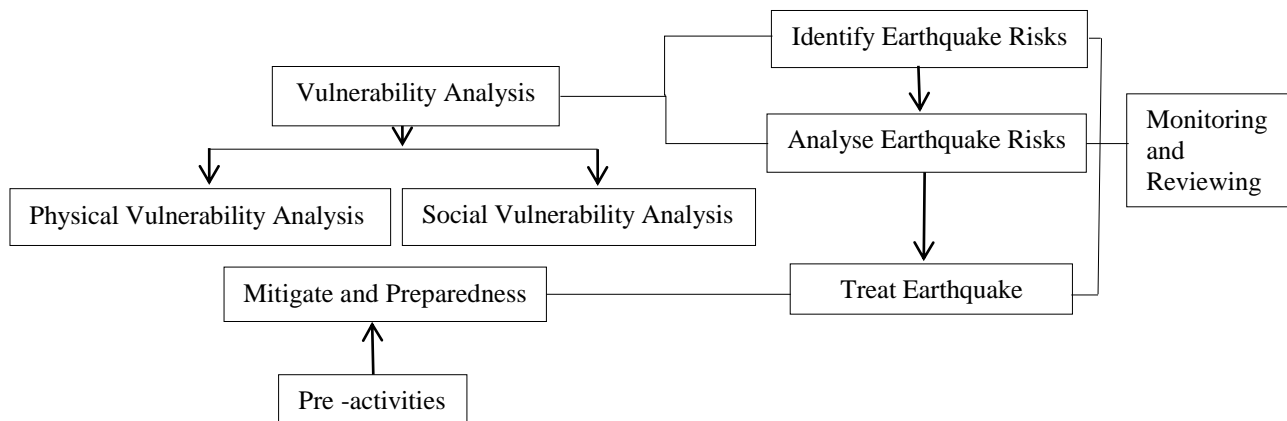 Identify Earthquake Risks
Vulnerability Analysis
Analyse Earthquake Risks
Monitoring
and
Reviewing
Physical Vulnerability Analysis
Social Vulnerability Analysis
Mitigate and Preparedness
Treat Earthquake
Pre -activities